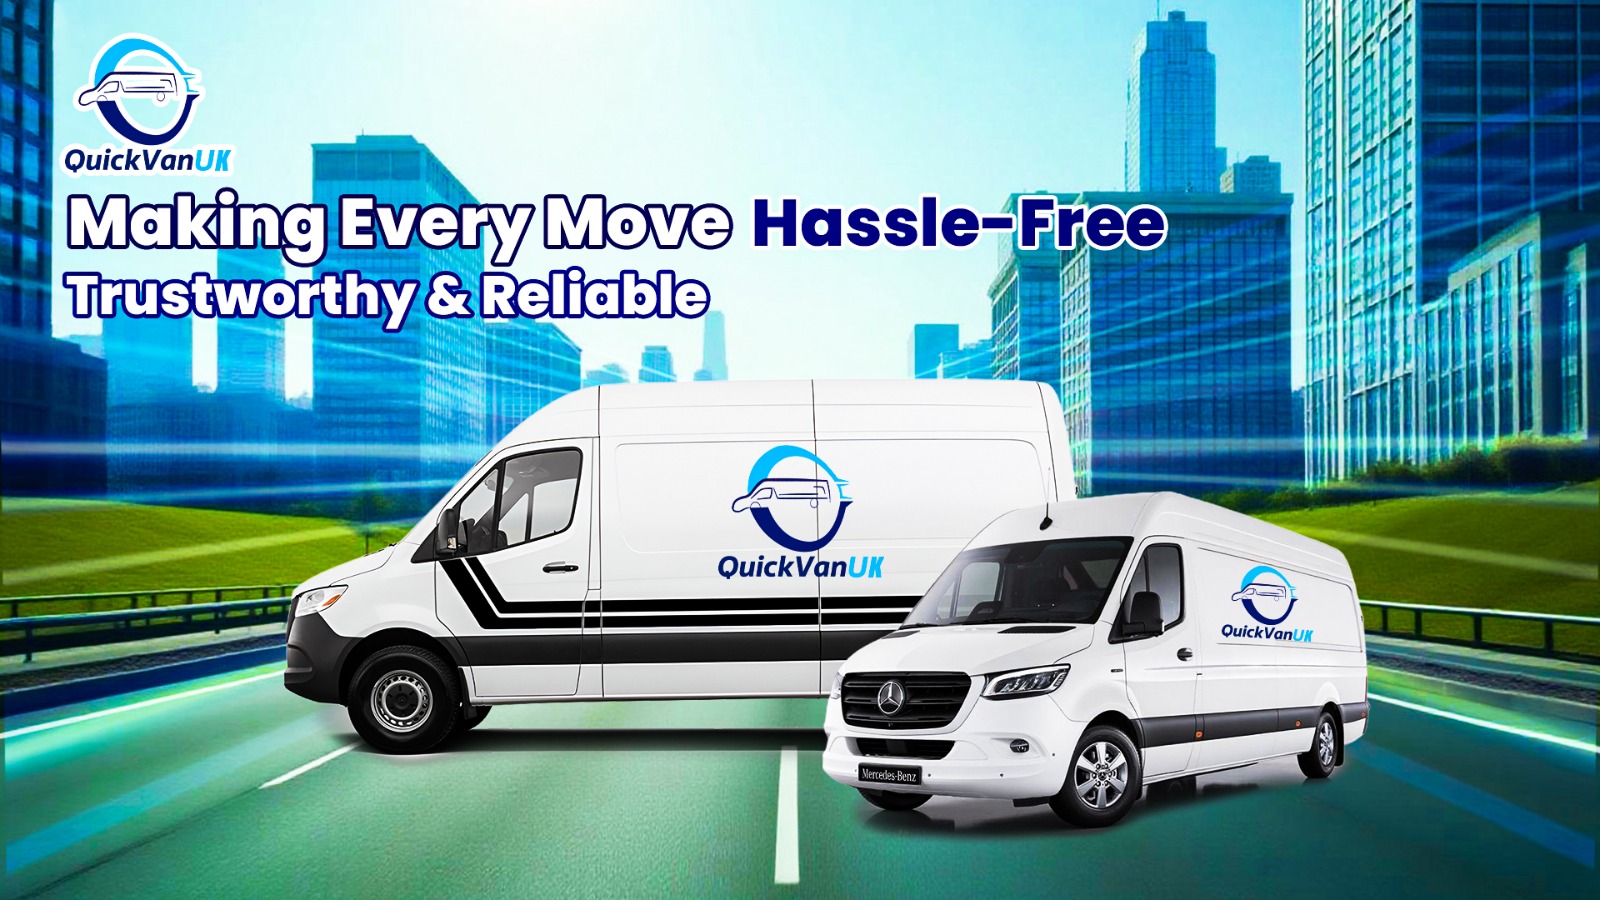 QuickVanUK
Making Every Move Hassle-Free
Trustworthy & Reliable
QuickVanUK
QuickVanUK
Mercedes-Benz